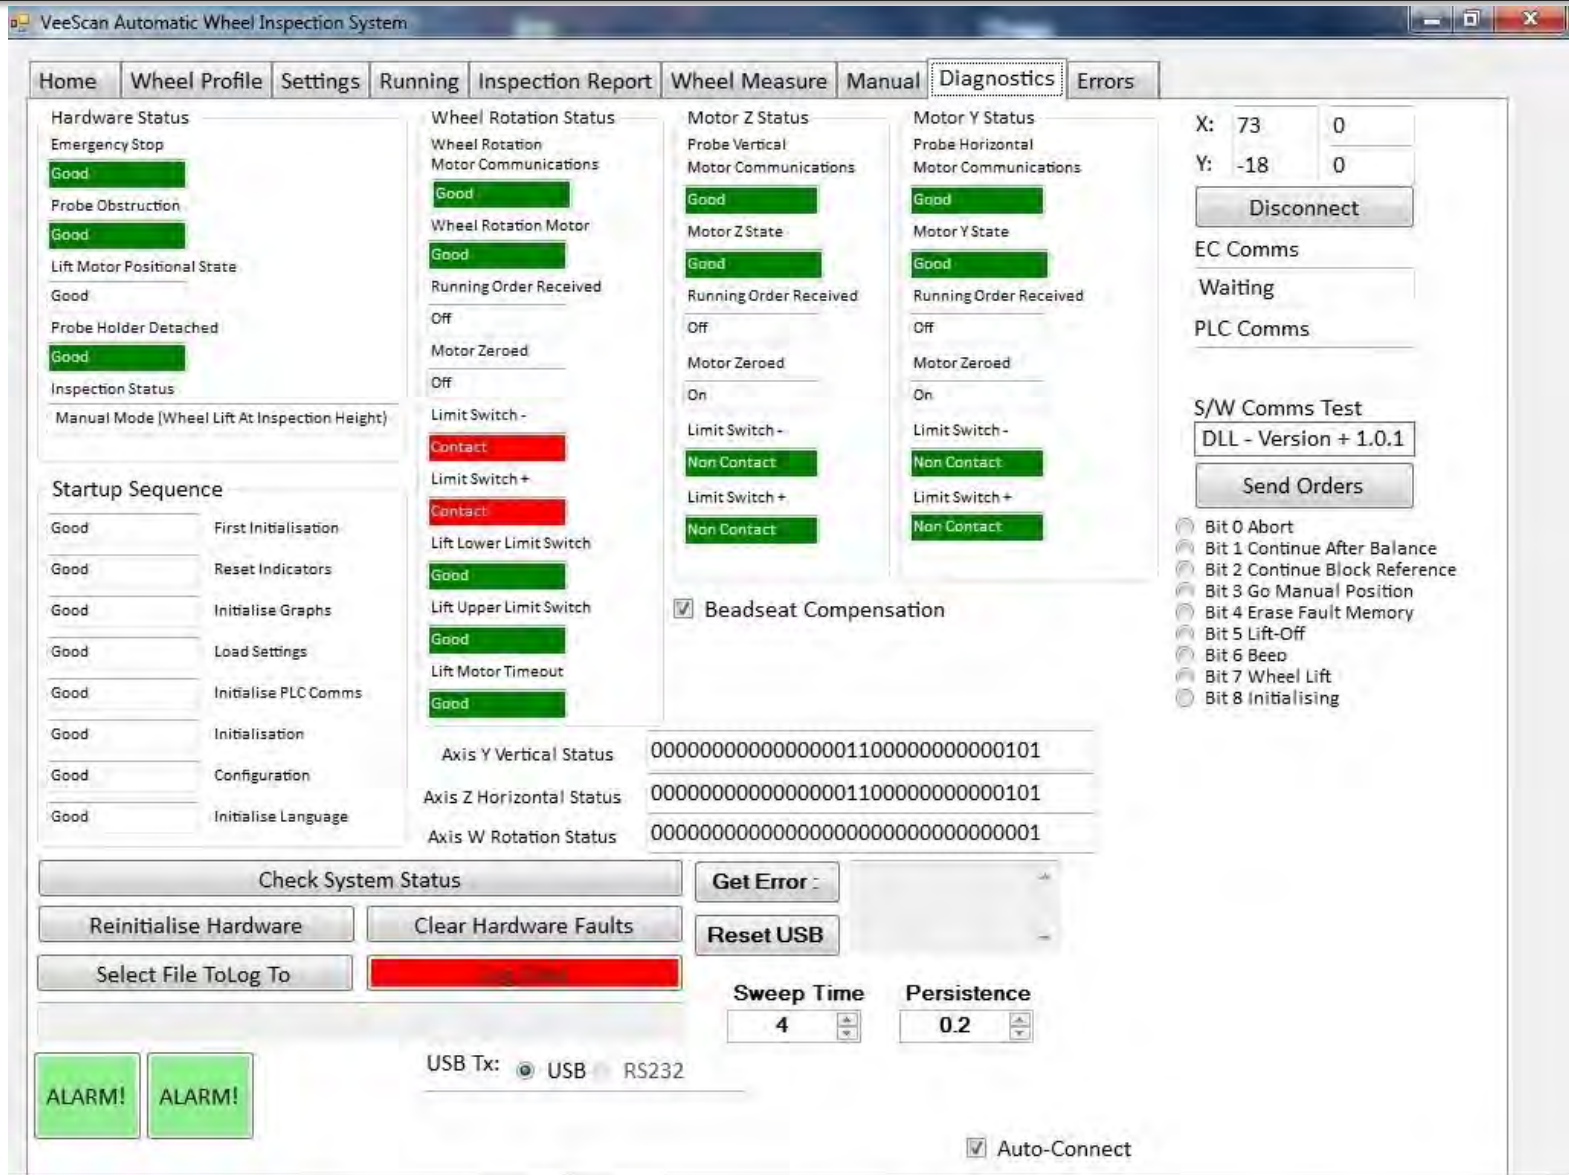 VeeScan Automatic Wheel Inspection System
Home Wheel Profile Settings Running Inspection Report Wheel Measure Manual Diagnostics Errors
Hardware Status
Emergency Stop
Good
Probe Obstruction
Good
Lift Motor Positional State
Good
Probe Holder Detached
Good
Inspection Status
Manual Mode (Wheel Lift At Inspection Height)
Startup Sequence
Good First Initialisation
Good Reset Indicators
Good Initialise Graphs
Good Load Settings
Good Initialise PLC Comms
Good Initialisation
Good Configuration
Good Initialise Language
Wheel Rotation Status
Wheel Rotation
Motor Communications
Good
Wheel Rotation Motor
Good
Running Order Received
Off
Motor Zeroed
Off
Limit Switch -
Contact
Limit Switch +
Contact
Lift Lower Limit Switch
Good
Lift Upper Limit Switch
Good
Lift Motor Timeout
Good
Motor Z Status
Probe Vertical
Motor Communications
Good
Motor Z State
Good
Running Order Received
Off
Motor Zeroed
On
Limit Switch -
Non Contact
Limit Switch +
Non Contact
Motor Y Status
Probe Horizontal
Motor Communications
Good
Motor Y State
Good
Running Order Received
Off
Motor Zeroed
On
Limit Switch -
Non Contact
Limit Switch +
Non Contact
Beadseat Compensation
X: 73 0
Y: -18 0
Disconnect
EC Comms
Waiting
PLC Comms
S/W Comms Test
DLL - Version + 1.0.1
Send Orders
Bit 0 Abort
Bit 1 Continue After Balance
Bit 2 Continue Block Reference
Bit 3 Go Manual Position
Bit 4 Erase Fault Memory
Bit 5 Lift-Off
Bit 6 Beep
Bit 7 Wheel Lift
Bit 8 Initialising
Axis Y Vertical Status 00000000000000001100000000000101
Axis Z Horizontal Status 00000000000000001100000000000101
Axis W Rotation Status 00000000000000000000000000000001
Check System Status
Reinitialise Hardware Clear Hardware Faults
Select File ToLog To
Get Error :
Reset USB
Sweep Time Persistence
4 0.2
ALARM! ALARM!
USB Tx: USB RS232
Auto-Connect